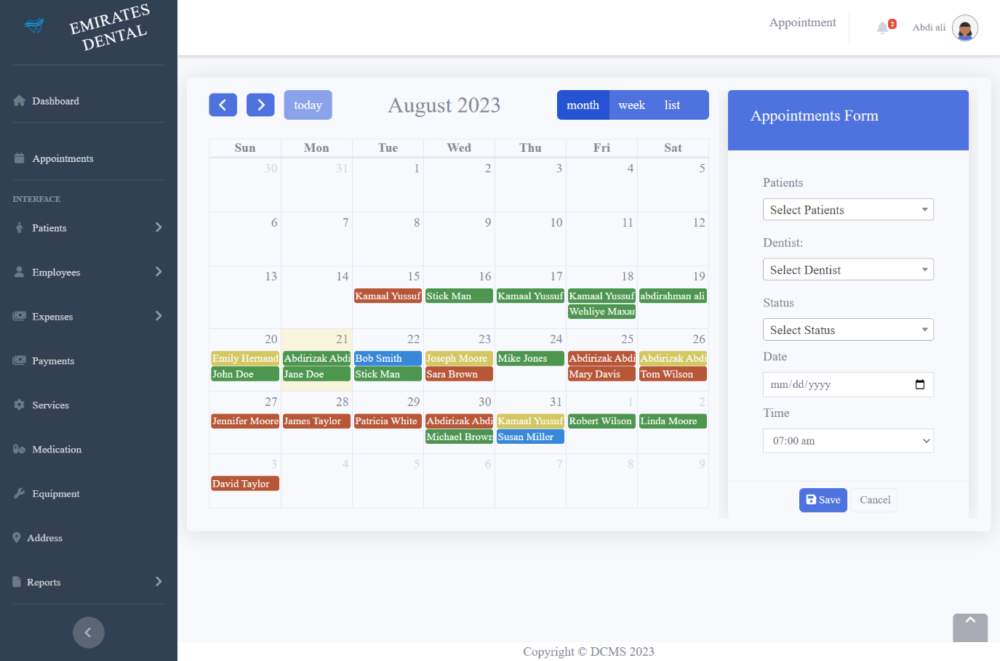 EMIRATES
DENTAL
Dashboard
Appointments
INTERFACE
Patients
Employees
Expenses
Payments
Services
Medication
Equipment
Address
Reports
Appointment
2
Abdi ali
today
August 2023
month week list
Sun Mon Tue Wed Thu Fri Sat
30 31 1 2 3 4 5
6 7 8 9 10 11 12
13 14 15 16 17 18 19
Kamaal Yussuf Stick Man Kamaal Yussuf Kamaal Yussuf abdirahman ali
Wehliye Maxar
20 21 22 23 24 25 26
Emily Hernand Abdirizak Abdi Bob Smith Joseph Moore Mike Jones Abdirizak Abdi Abdirizak Abdi
John Doe Jane Doe Stick Man Sara Brown Mary Davis Tom Wilson
27 28 29 30 31 1 2
Jennifer Moore James Taylor Patricia White Abdirizak Abdi Kamaal Yussuf Robert Wilson Linda Moore
Michael Brown Susan Miller
3 4 5 6 7 8 9
David Taylor
Appointments Form
Patients
Select Patients
Dentist:
Select Dentist
Status
Select Status
Date
mm/dd/yyyy
Time
07:00 am
Save Cancel
Copyright © DCMS 2023